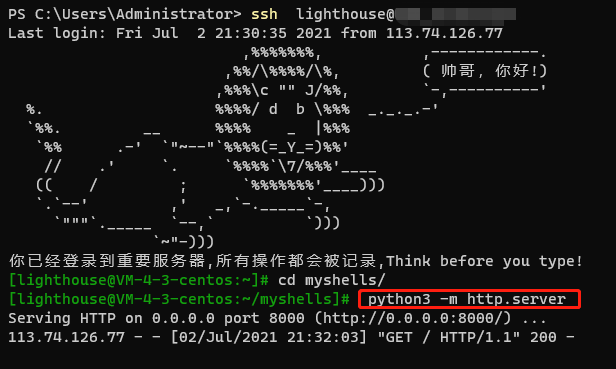 PS C:\Users\Administrator> ssh  lighthouse@
Last login: Fri Jul  2 21:30:35 2021 from 113.74.126.77
                              ,%%%%%%%,             ,------------.
                            ,%%/\%%%%/\%,          ( 帅哥, 你好!)
                           ,%%%\c "" J/%%,          `-,----------'
  %.                       %%%%/ d  b \%%%  _._._.-'
  `%%.          __         %%%%    _  |%%%
   `%%       .-'  `"~--"`%%%%(=_Y_=)%%'
    //     .'      `.      `%%%%`\7/%%%'____
   ((     /          ;       `%%%%%%%'____)))
   `.`--'           ,'    _,`-._____`-,
     `"""`._____  `--,`            `)))
                  `~"-)))
你已经登录到重要服务器,所有操作都会被记录,Think before you type!
[lighthouse@VM-4-3-centos:~]# cd myshells/
[lighthouse@VM-4-3-centos:~/myshells]#  python3 -m http.server
Serving HTTP on 0.0.0.0 port 8000 (http://0.0.0.0:8000/) ...
113.74.126.77 - - [02/Jul/2021 21:32:03] "GET / HTTP/1.1" 200 -